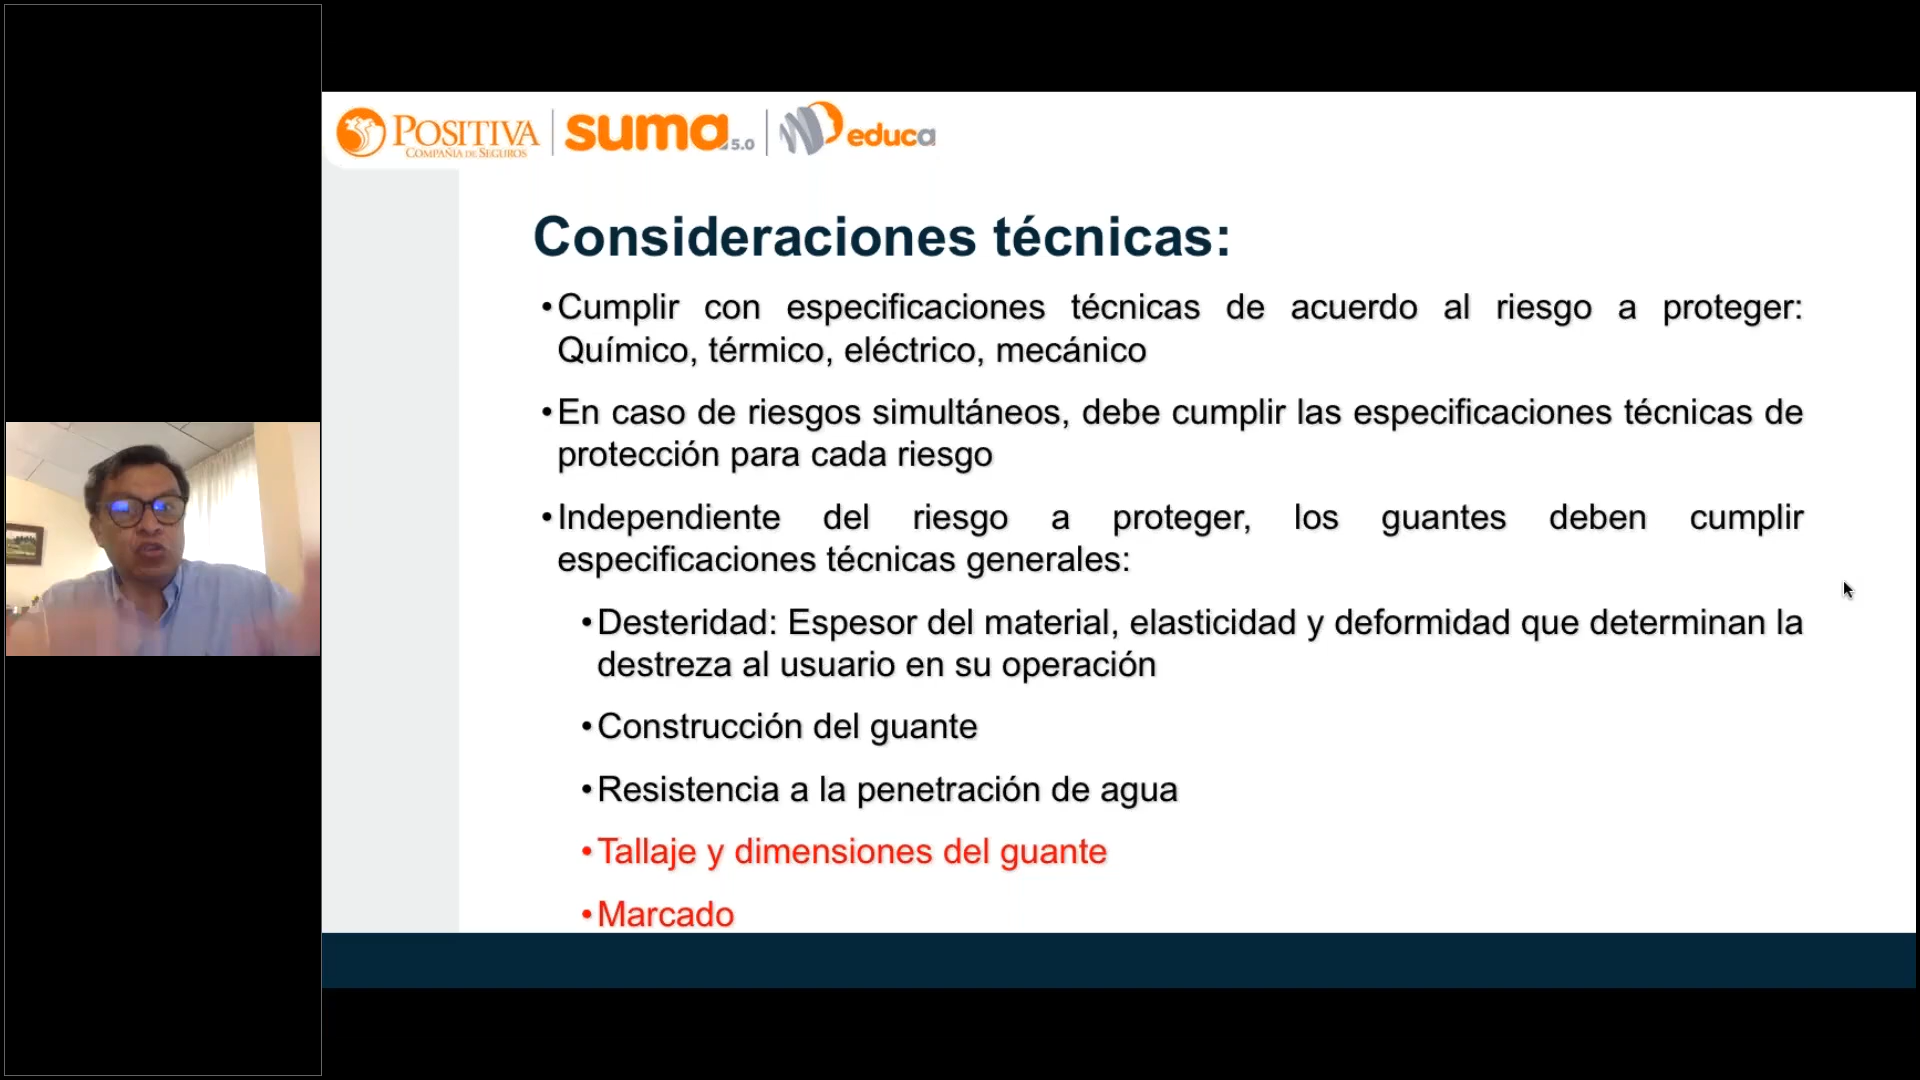 POSITIVA
COMPAÑÍA DE SEGUROS
suma 5.0
educa
Consideraciones técnicas:
•Cumplir con especificaciones técnicas de acuerdo al riesgo a proteger:
Químico, térmico, eléctrico, mecánico
•En caso de riesgos simultáneos, debe cumplir las especificaciones técnicas de
protección para cada riesgo
•Independiente del riesgo a proteger, los guantes deben cumplir
especificaciones técnicas generales:
•Desteridad: Espesor del material, elasticidad y deformidad que determinan la
destreza al usuario en su operación
•Construcción del guante
•Resistencia a la penetración de agua
•Tallaje y dimensiones del guante
•Marcado